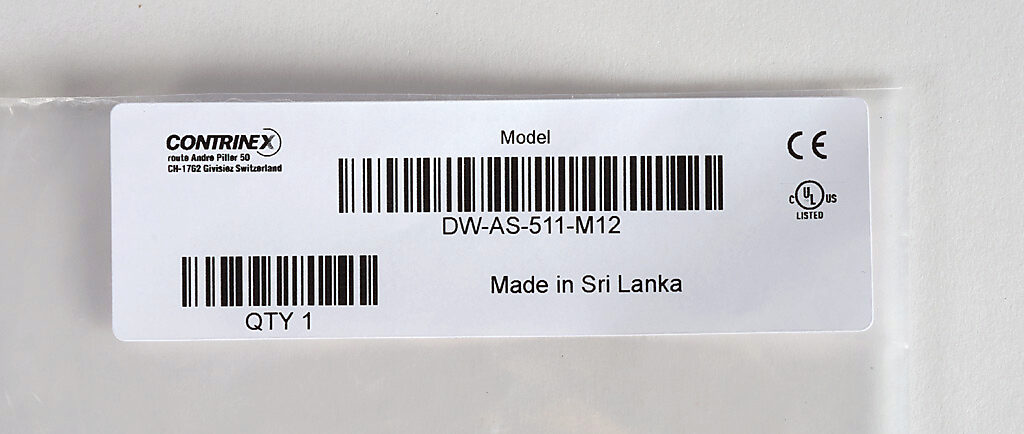 CONTRINEX
route André Piller 50
CH-1762 Givisiez Switzerland
Model
DW-AS-511-M12
CE
C UL US
LISTED
QTY 1
Made in Sri Lanka